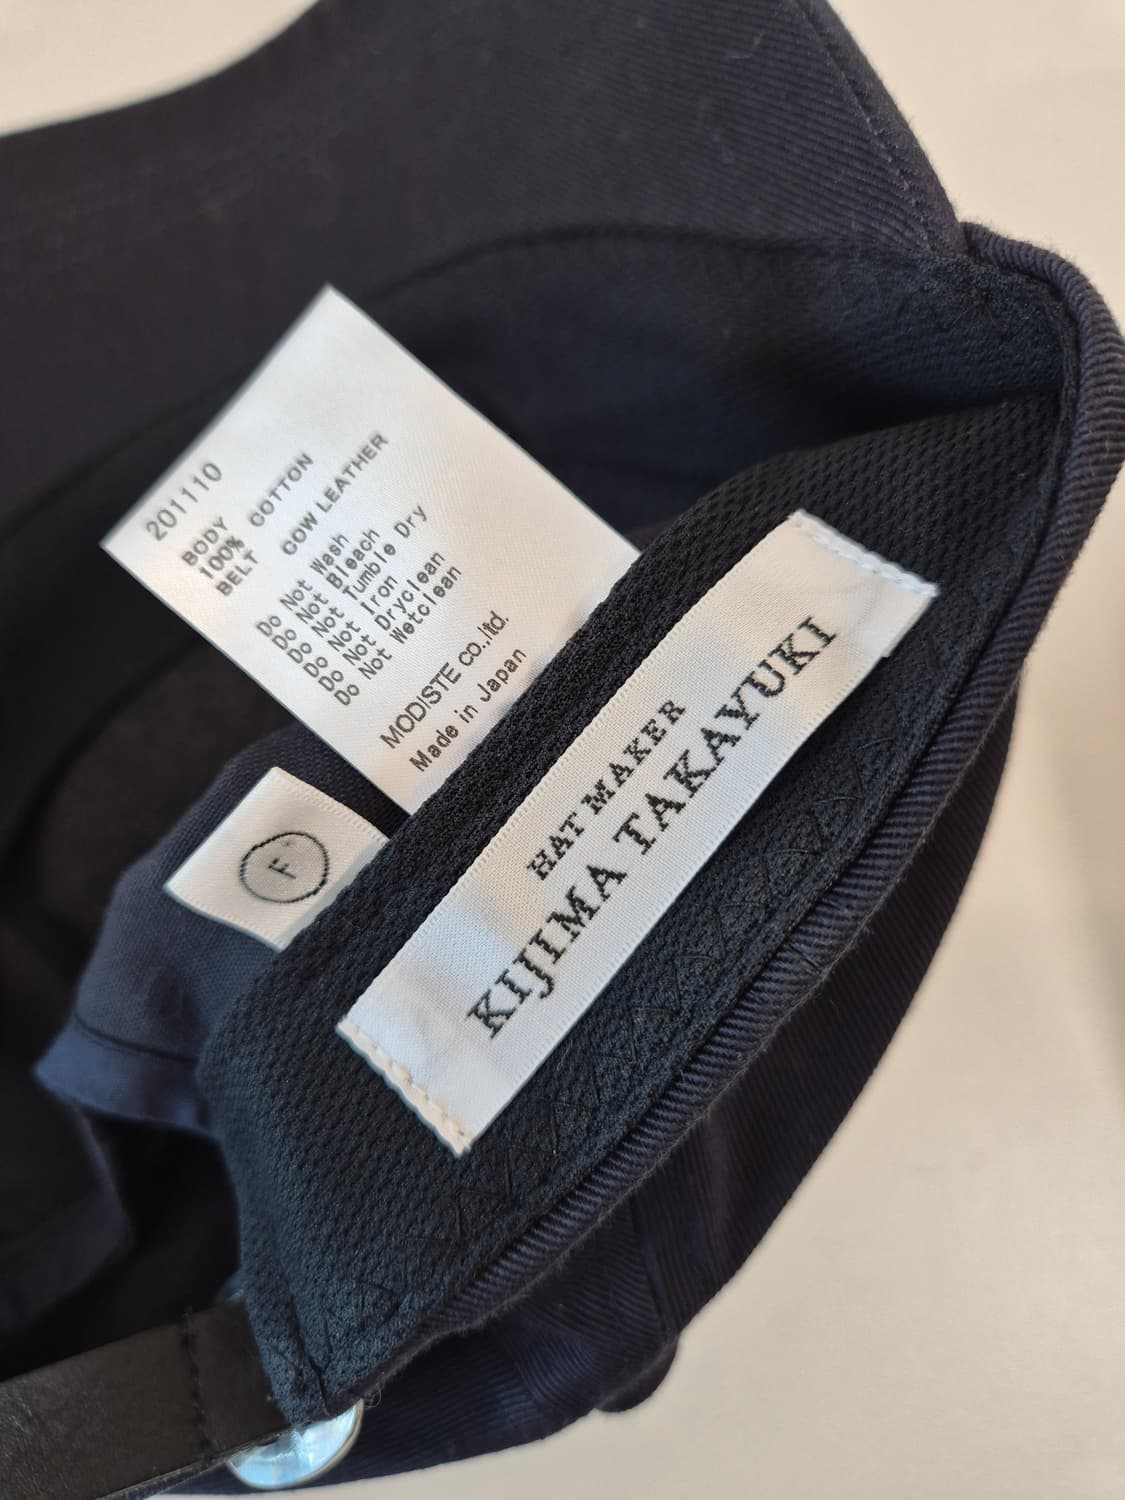 201110
BODY
100% COTTON
BELT COW LEATHER
Do Not Wash
Do Not Bleach
Do Not Tumble Dry
Do Not Iron
Do Not Dryclean
Do Not Wetclean
MODISTE co.,ltd.
Made in Japan
F
HAT MAKER
KIJIMA TAKAYUKI